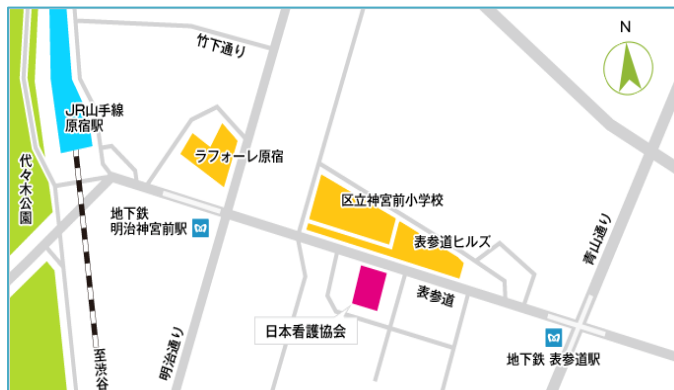 N
竹下通り
JR山手線
原宿駅
ラフォーレ原宿
代々木公園
区立神宮前小学校
地下鉄
明治神宮前駅
表参道ヒルズ
青山通り
表参道
日本看護協会
明治通り
至渋谷
地下鉄 表参道駅